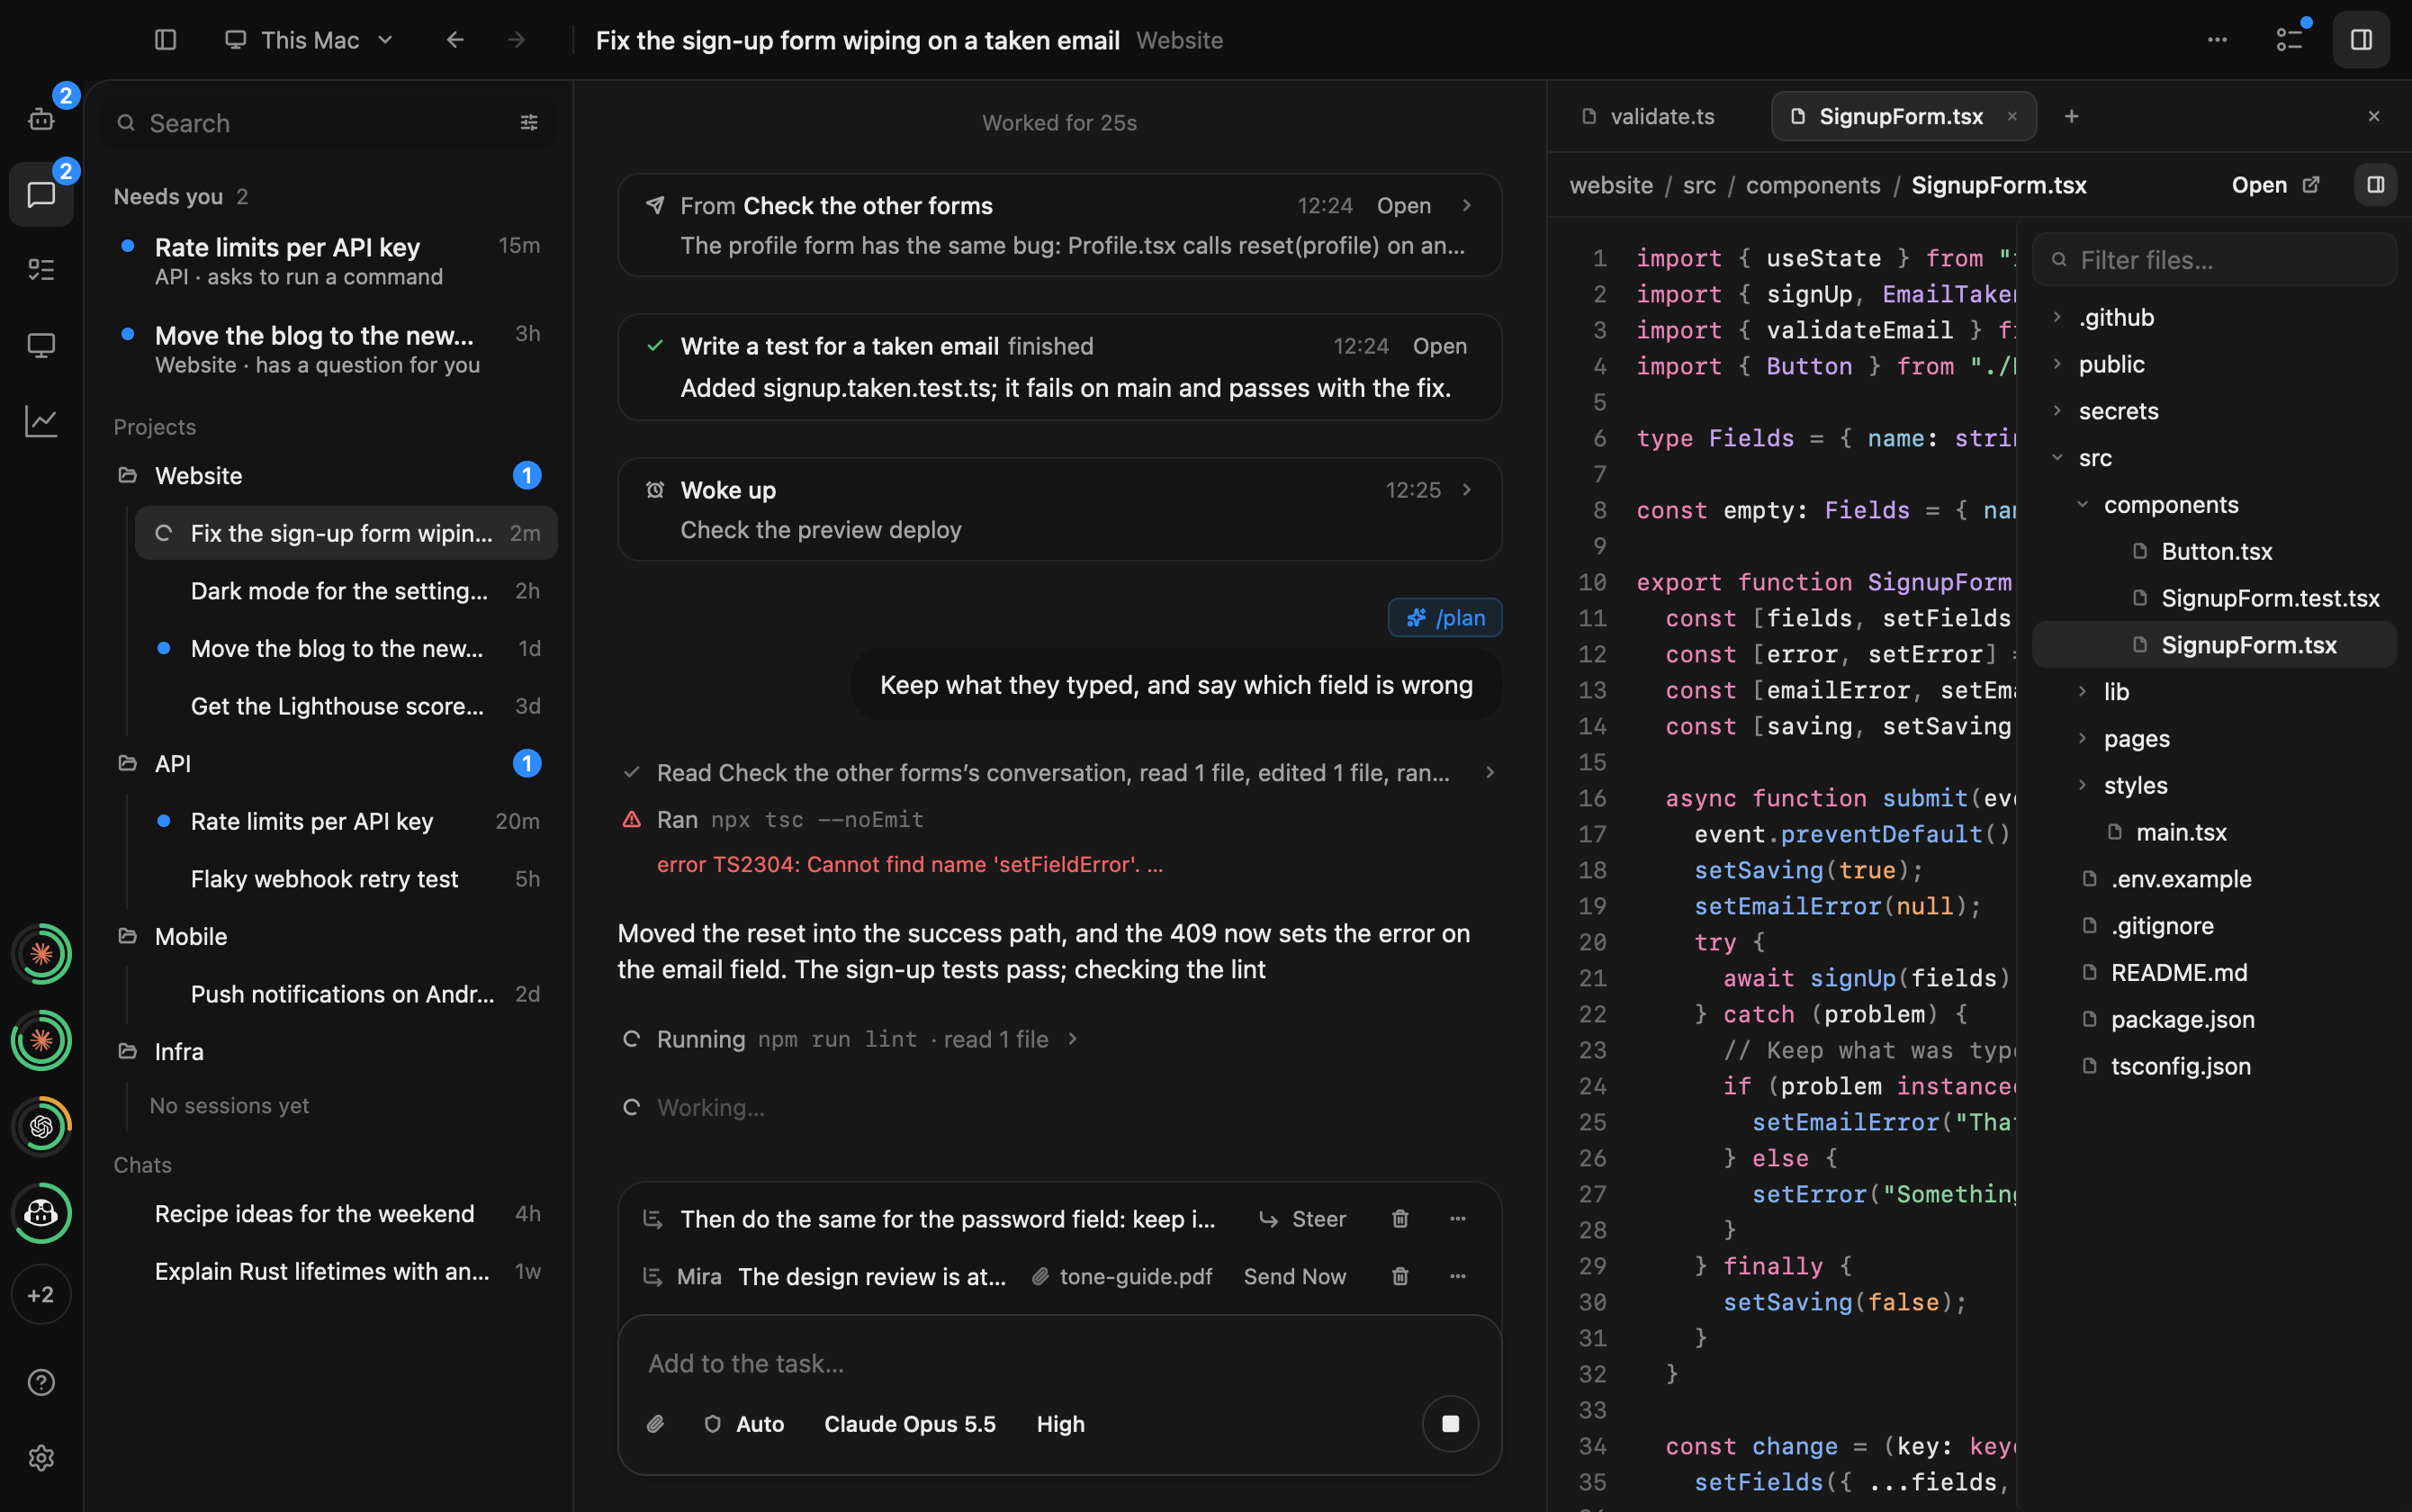 This Mac
Fix the sign-up form wiping on a taken email Website
2
2
Search
Needs you 2
Rate limits per API key 15m
API · asks to run a command
Move the blog to the new... 3h
Website · has a question for you
Projects
Website 1
Fix the sign-up form wipin... 2m
Dark mode for the setting... 2h
Move the blog to the new... 1d
Get the Lighthouse score... 3d
API 1
Rate limits per API key 20m
Flaky webhook retry test 5h
Mobile
Push notifications on Andr... 2d
Infra
No sessions yet
Chats
Recipe ideas for the weekend 4h
Explain Rust lifetimes with an... 1w
+2
Worked for 25s
From Check the other forms 12:24 Open
The profile form has the same bug: Profile.tsx calls reset(profile) on an...
Write a test for a taken email finished 12:24 Open
Added signup.taken.test.ts; it fails on main and passes with the fix.
Woke up 12:25
Check the preview deploy
/plan
Keep what they typed, and say which field is wrong
Read Check the other forms’s conversation, read 1 file, edited 1 file, ran...
Ran npx tsc --noEmit
error TS2304: Cannot find name 'setFieldError'. ...
Moved the reset into the success path, and the 409 now sets the error on
the email field. The sign-up tests pass; checking the lint
Running npm run lint · read 1 file
Working...
Then do the same for the password field: keep i... Steer
Mira The design review is at... tone-guide.pdf Send Now
Add to the task...
Auto Claude Opus 5.5 High
validate.ts SignupForm.tsx
website / src / components / SignupForm.tsx Open
1 import { useState } from "
2 import { signUp, EmailTake
3 import { validateEmail } f
4 import { Button } from "./
5
6 type Fields = { name: stri
7
8 const empty: Fields = { na
9
10 export function SignupForm
11 const [fields, setFields
12 const [error, setError] =
13 const [emailError, setEm
14 const [saving, setSaving
15
16 async function submit(ev
17 event.preventDefault()
18 setSaving(true);
19 setEmailError(null);
20 try {
21 await signUp(fields)
22 } catch (problem) {
23 // Keep what was typ
24 if (problem instance
25 setEmailError("Tha
26 } else {
27 setError("Something
28 }
29 } finally {
30 setSaving(false);
31 }
32 }
33
34 const change = (key: key
35 setFields({ ...fields,
Filter files...
.github
public
secrets
src
components
Button.tsx
SignupForm.test.tsx
SignupForm.tsx
lib
pages
styles
main.tsx
.env.example
.gitignore
README.md
package.json
tsconfig.json